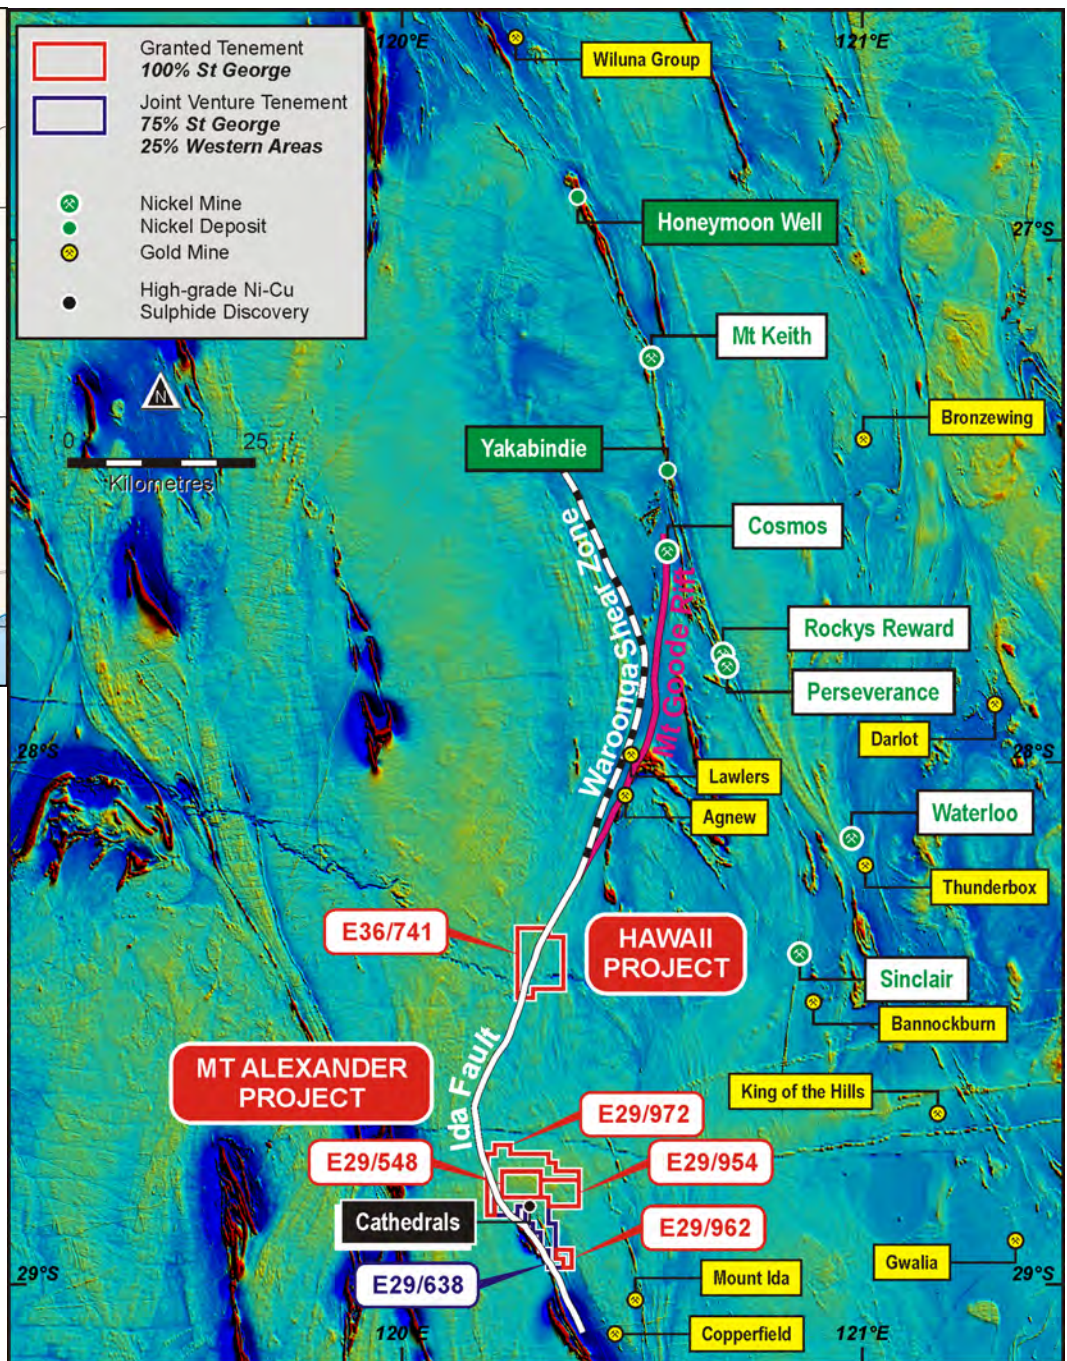 Granted Tenement
100% St George
Joint Venture Tenement
75% St George
25% Western Areas
Nickel Mine
Nickel Deposit
Gold Mine
High-grade Ni-Cu
Sulphide Discovery
N
0 25
Kilometres
120°E
121°E
Wiluna Group
27°S
Honeymoon Well
Mt Keith
Bronzewing
Yakabindie
Cosmos
Waroonga Shear Zone
Mt Goode Rift
Rockys Reward
Perseverance
Darlot
28°S
28°S
Lawlers
Agnew
Waterloo
Thunderbox
E36/741
HAWAII
PROJECT
Sinclair
Bannockburn
Ida Fault
MT ALEXANDER
PROJECT
King of the Hills
E29/972
E29/548
E29/954
Cathedrals
E29/962
Gwalia
E29/638
Mount Ida
29°S
29°S
Copperfield
120°E
121°E